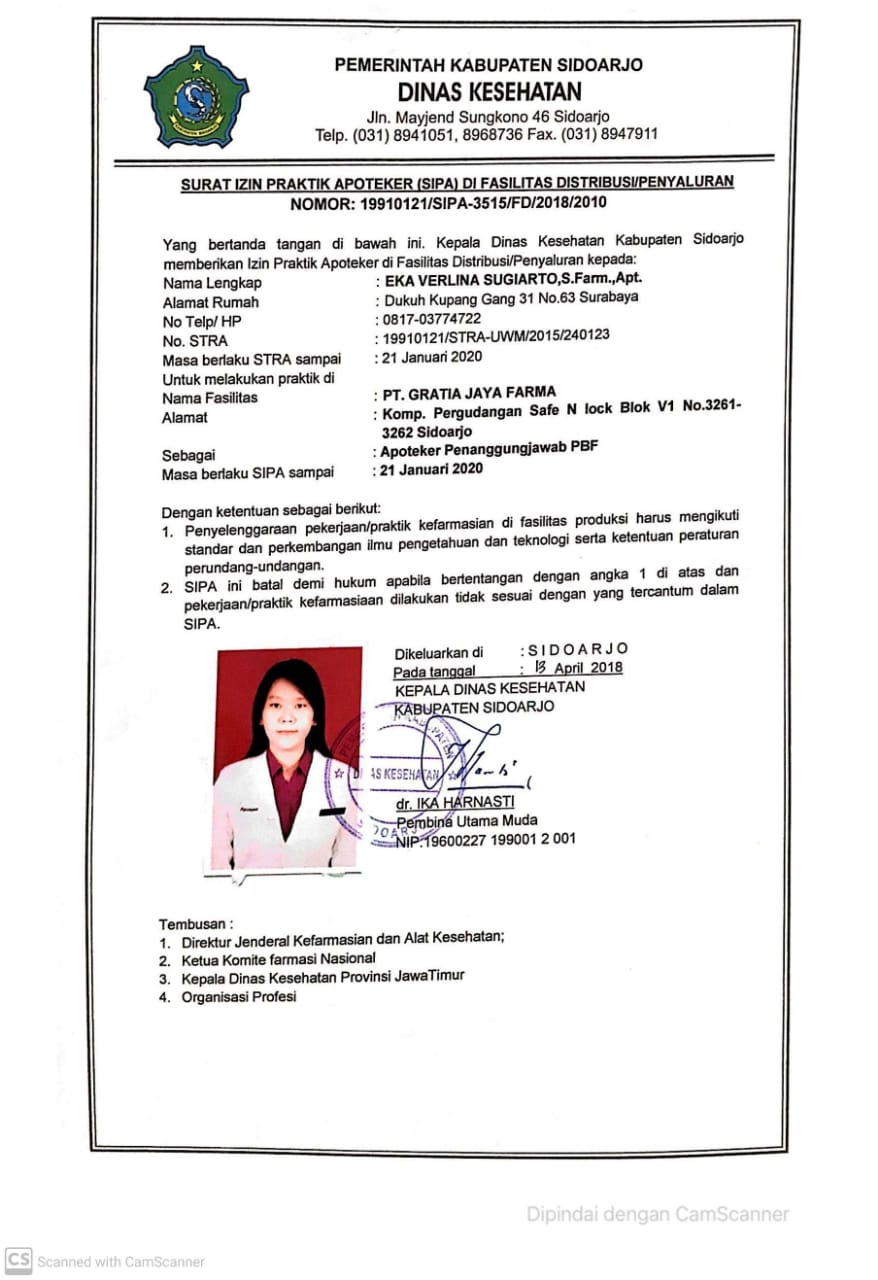 PEMERINTAH KABUPATEN SIDOARJO
DINAS KESEHATAN
Jln. Mayjend Sungkono 46 Sidoarjo
Telp. (031) 8941051, 8968736 Fax. (031) 8947911
SURAT IZIN PRAKTIK APOTEKER (SIPA) DI FASILITAS DISTRIBUSI/PENYALURAN
NOMOR: 19910121/SIPA-3515/FD/2018/2010
Yang bertanda tangan di bawah ini. Kepala Dinas Kesehatan Kabupaten Sidoarjo
memberikan Izin Praktik Apoteker di Fasilitas Distribusi/Penyaluran kepada:
Nama Lengkap : EKA VERLINA SUGIARTO,S.Farm.,Apt.
Alamat Rumah : Dukuh Kupang Gang 31 No.63 Surabaya
No Telp/ HP : 0817-03774722
No. STRA : 19910121/STRA-UWM/2015/240123
Masa berlaku STRA sampai : 21 Januari 2020
Untuk melakukan praktik di
Nama Fasilitas : PT. GRATIA JAYA FARMA
Alamat : Komp. Pergudangan Safe N lock Blok V1 No.3261-
3262 Sidoarjo
Sebagai : Apoteker Penanggungjawab PBF
Masa berlaku SIPA sampai : 21 Januari 2020
Dengan ketentuan sebagai berikut:
1. Penyelenggaraan pekerjaan/praktik kefarmasian di fasilitas produksi harus mengikuti
standar dan perkembangan ilmu pengetahuan dan teknologi serta ketentuan peraturan
perundang-undangan.
2. SIPA ini batal demi hukum apabila bertentangan dengan angka 1 di atas dan
pekerjaan/praktik kefarmasiaan dilakukan tidak sesuai dengan yang tercantum dalam
SIPA.
Dikeluarkan di : S I D O A R J O
Pada tanggal : 13 April 2018
KEPALA DINAS KESEHATAN
KABUPATEN SIDOARJO
DINAS KESEHATAN
dr. IKA HARNASTI
Pembina Utama Muda
NIP.19600227 199001 2 001
Tembusan :
1. Direktur Jenderal Kefarmasian dan Alat Kesehatan;
2. Ketua Komite farmasi Nasional
3. Kepala Dinas Kesehatan Provinsi JawaTimur
4. Organisasi Profesi
Dipindai dengan CamScanner
CS Scanned with CamScanner